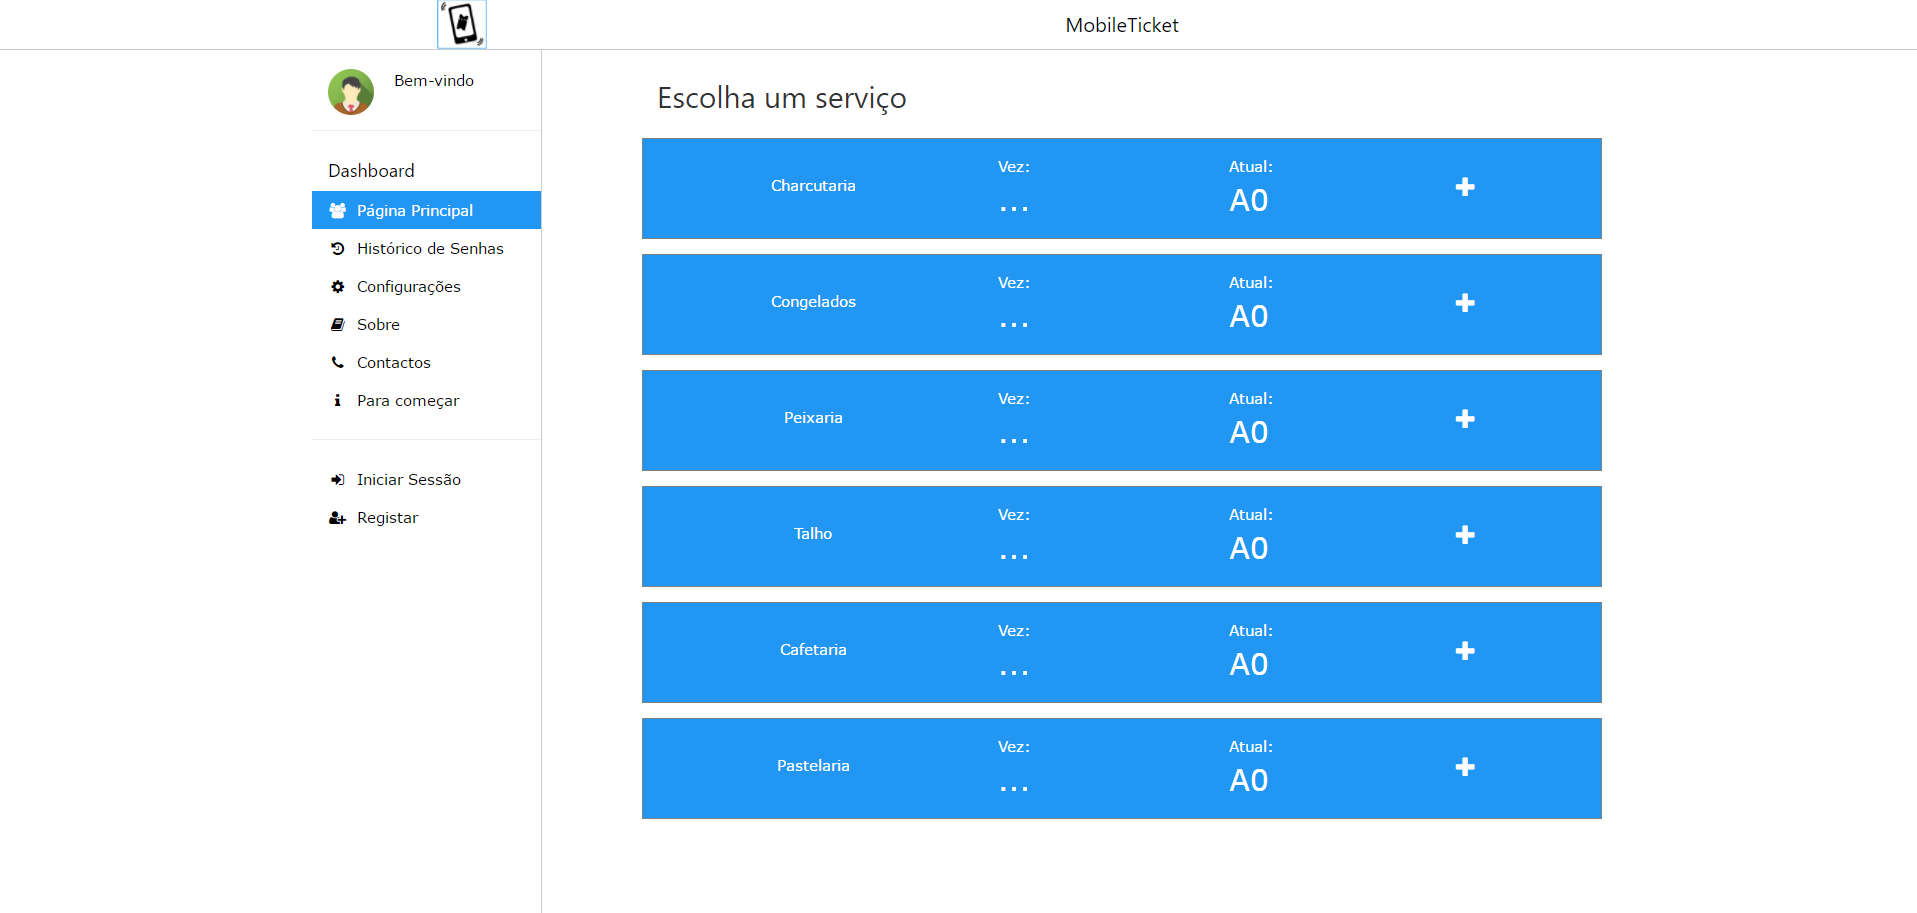 MobileTicket
Bem-vindo
Dashboard
Página Principal
Histórico de Senhas
Configurações
Sobre
Contactos
Para começar
Iniciar Sessão
Registar
Escolha um serviço
Charcutaria
Vez:
...
Atual:
A0
Congelados
Vez:
...
Atual:
A0
Peixaria
Vez:
...
Atual:
A0
Talho
Vez:
...
Atual:
A0
Cafetaria
Vez:
...
Atual:
A0
Pastelaria
Vez:
...
Atual:
A0